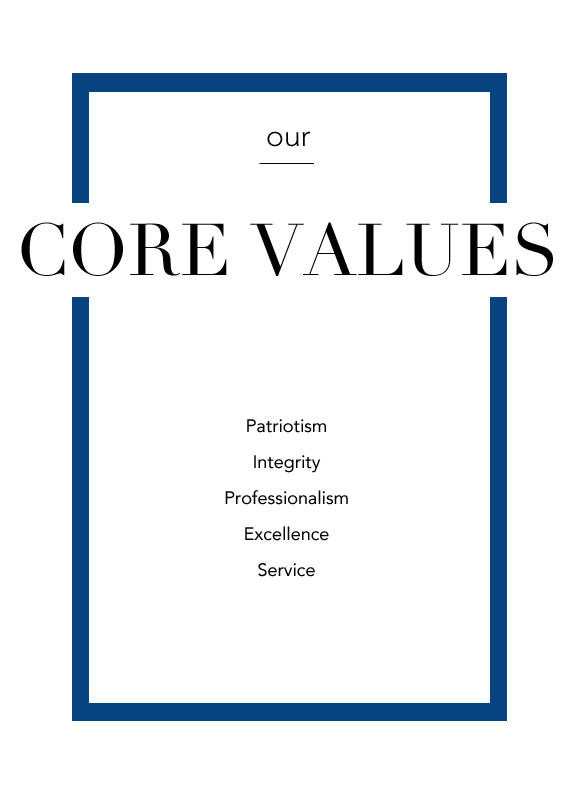 our
CORE VALUES
Patriotism
Integrity
Professionalism
Excellence
Service